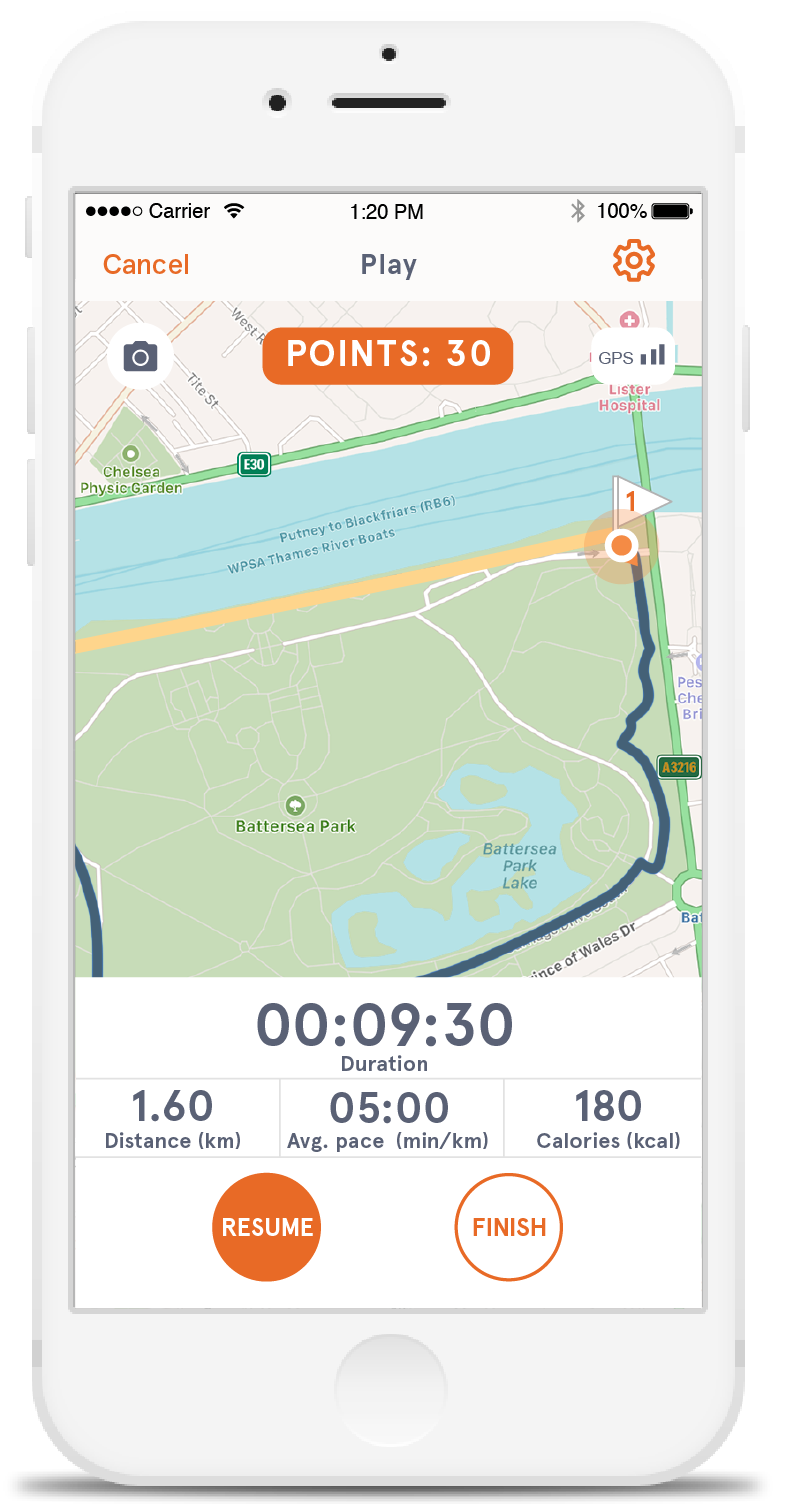 Carrier
1:20 PM
100%
Cancel
Play
West R
POINTS: 30
GPS
Tite St
Lister
Hospital
E30
Chelsea
Physic Garden
1
Putney to Blackfriars (RB6)
WPSA Thames River Boats
Pes
Che
Bri
A3216
Battersea Park
Battersea
Park
Lake
Bat
ince of Wales Dr
00:09:30
Duration
1.60
05:00
180
Distance (km)
Avg. pace (min/km)
Calories (kcal)
RESUME
FINISH